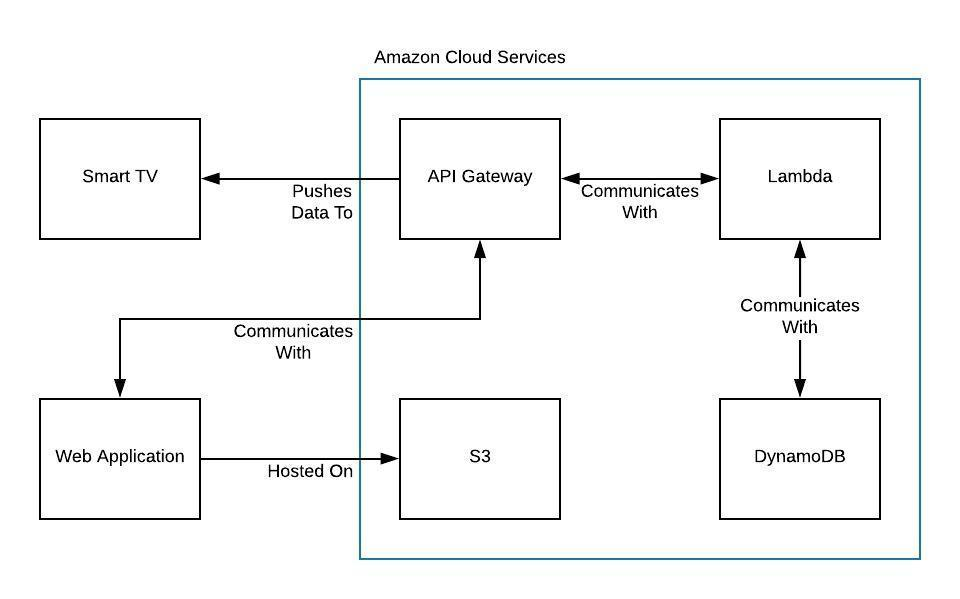 Amazon Cloud Services
Smart TV
API Gateway
Lambda
Pushes
Data To
Communicates
With
Communicates
With
Communicates
With
Web Application
S3
DynamoDB
Hosted On